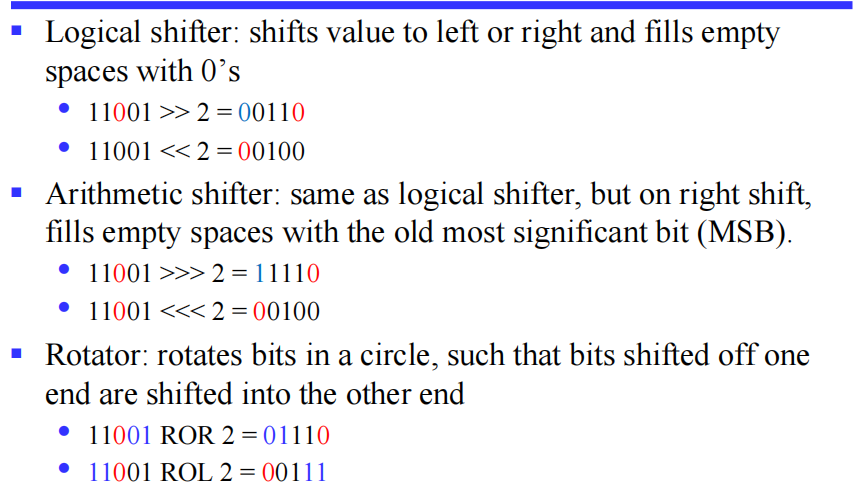 Logical shifter: shifts value to left or right and fills empty
spaces with 0’s
11001 >> 2 = 00110
11001 << 2 = 00100
Arithmetic shifter: same as logical shifter, but on right shift,
fills empty spaces with the old most significant bit (MSB).
11001 >>> 2 = 11110
11001 <<< 2 = 00100
Rotator: rotates bits in a circle, such that bits shifted off one
end are shifted into the other end
11001 ROR 2 = 01110
11001 ROL 2 = 00111